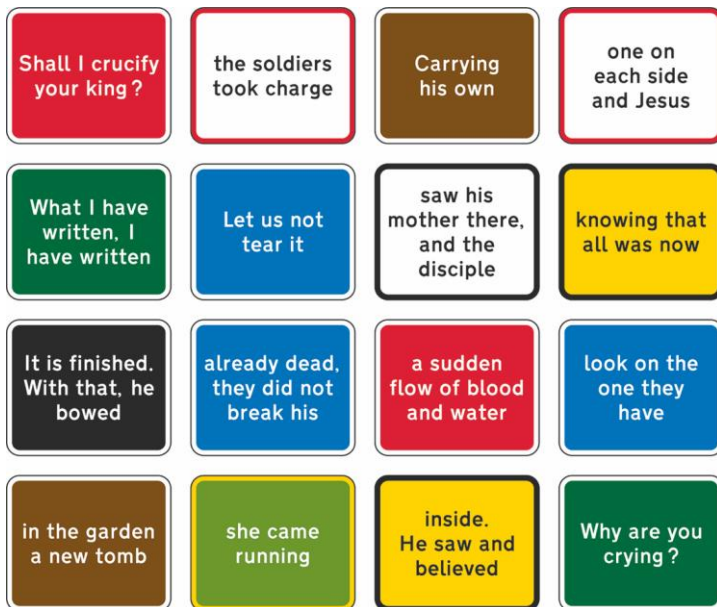 Shall I crucify
your king?
the soldiers
took charge
Carrying
his own
one on
each side
and Jesus
What I have
written, I
have written
Let us not
tear it
saw his
mother there,
and the
disciple
knowing that
all was now
It is finished.
With that, he
bowed
already dead,
they did not
break his
a sudden
flow of blood
and water
look on the
one they
have
in the garden
a new tomb
she came
running
inside.
He saw and
believed
Why are you
crying?